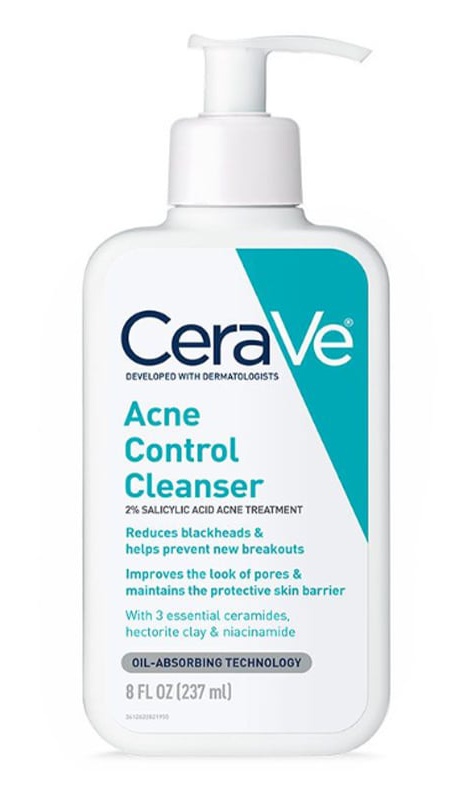 CeraVe®
DEVELOPED WITH DERMATOLOGISTS
Acne
Control
Cleanser
2% SALICYLIC ACID ACNE TREATMENT
Reduces blackheads &
helps prevent new breakouts
Improves the look of pores &
maintains the protective skin barrier
With 3 essential ceramides,
hectorite clay & niacinamide
OIL-ABSORBING TECHNOLOGY
8 FL OZ (237 ml)